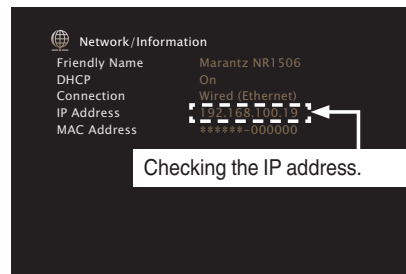 Network/Information
Friendly Name Marantz NR1506
DHCP On
Connection Wired (Ethernet)
IP Address 192.168.100.19
MAC Address ******-000000
Checking the IP address.